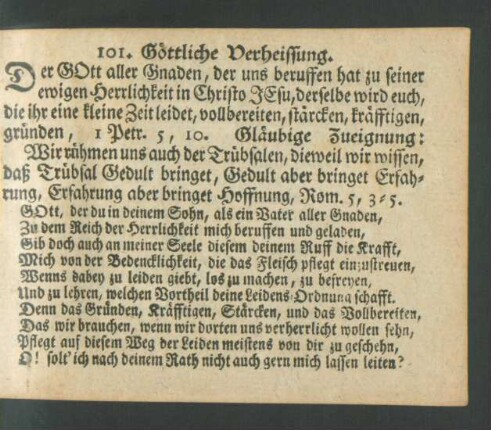 101. Göttliche Verheissung.
Der GOtt aller Gnaden, der uns beruffen hat zu seiner
ewigen Herrlichkeit in Christo JEsu, derselbe wird euch,
die ihr eine kleine Zeit leidet, vollbereiten, stärcken, kräfftigen,
gründen, 1 Petr. 5, 10. Gläubige Zueignung:
Wir rühmen uns auch der Trübsalen, dieweil wir wissen,
daß Trübsal Gedult bringet, Gedult aber bringet Erfah-
rung, Erfahrung aber bringet Hoffnung, Rom. 5, 3-5.
GOtt, der du in deinem Sohn, als ein Vater aller Gnaden,
Zu dem Reich der Herrlichkeit mich beruffen und geladen,
Gib doch auch an meiner Seele diesem deinem Ruff die Krafft,
Mich von der Bedencklichkeit, die das Fleisch pflegt einzustreuen,
Wenns dabey zu leiden giebt, los zu machen, zu befreyen,
Und zu lehren, welchen Vortheil deine Leidens-Ordnung schafft.
Denn das Gründen, Kräfftigen, Stärcken, und das Vollbereiten,
Das wir brauchen, wenn wir dorten uns verherrlicht wollen sehn,
Pflegt auf diesem Weg der Leiden meistens von dir zu geschehn,
O! solt' ich nach deinem Rath nicht auch gern mich lassen leiten?